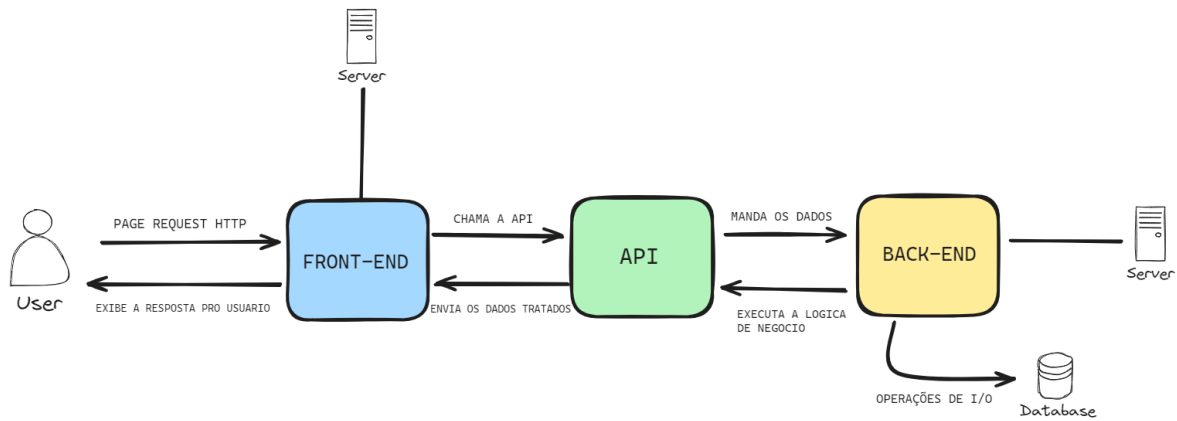 Server
PAGE REQUEST HTTP
CHAMA A API
MANDA OS DADOS
FRONT-END
API
BACK-END
Server
User
EXIBE A RESPOSTA PRO USUARIO
ENVIA OS DADOS TRATADOS
EXECUTA A LOGICA
DE NEGOCIO
OPERAÇÕES DE I/O
Database